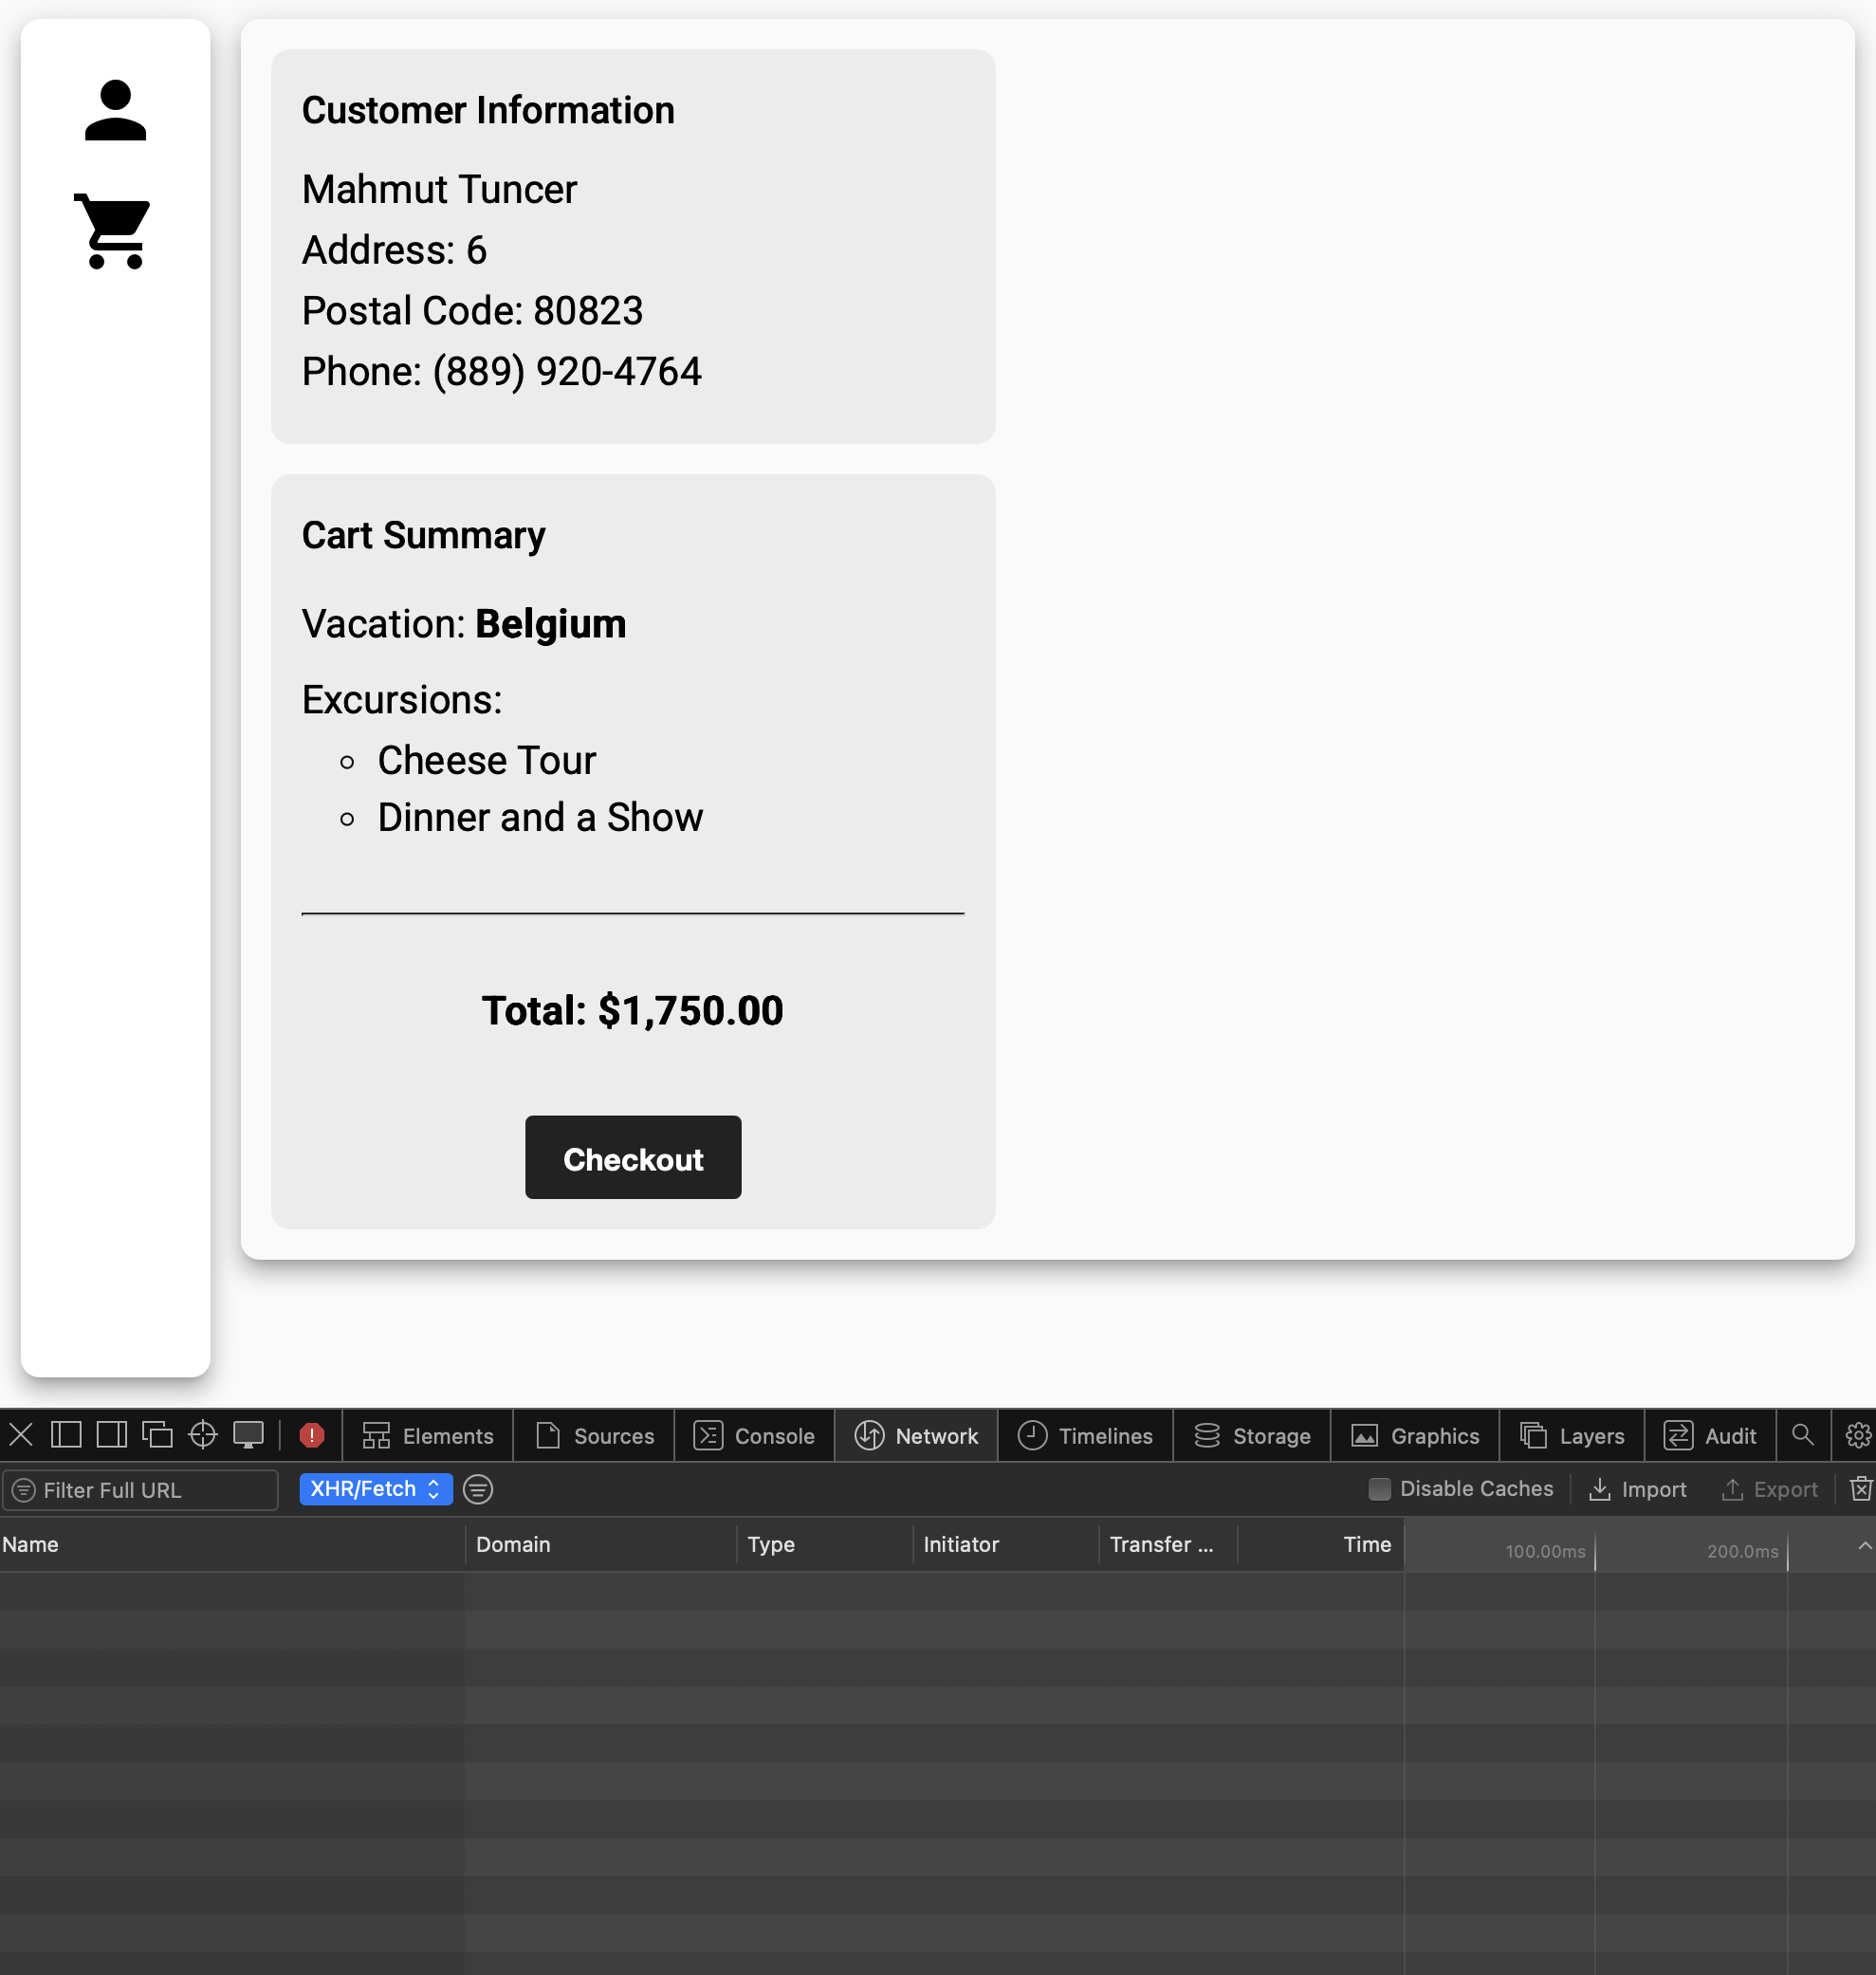 Customer Information
Mahmut Tuncer
Address: 6
Postal Code: 80823
Phone: (889) 920-4764
Cart Summary
Vacation: Belgium
Excursions:
Cheese Tour
Dinner and a Show
Total: $1,750.00
Checkout
Elements Sources Console Network Timelines Storage Graphics Layers Audit
Filter Full URL XHR/Fetch Disable Caches Import Export
Name Domain Type Initiator Transfer ... Time 100.00ms 200.0ms